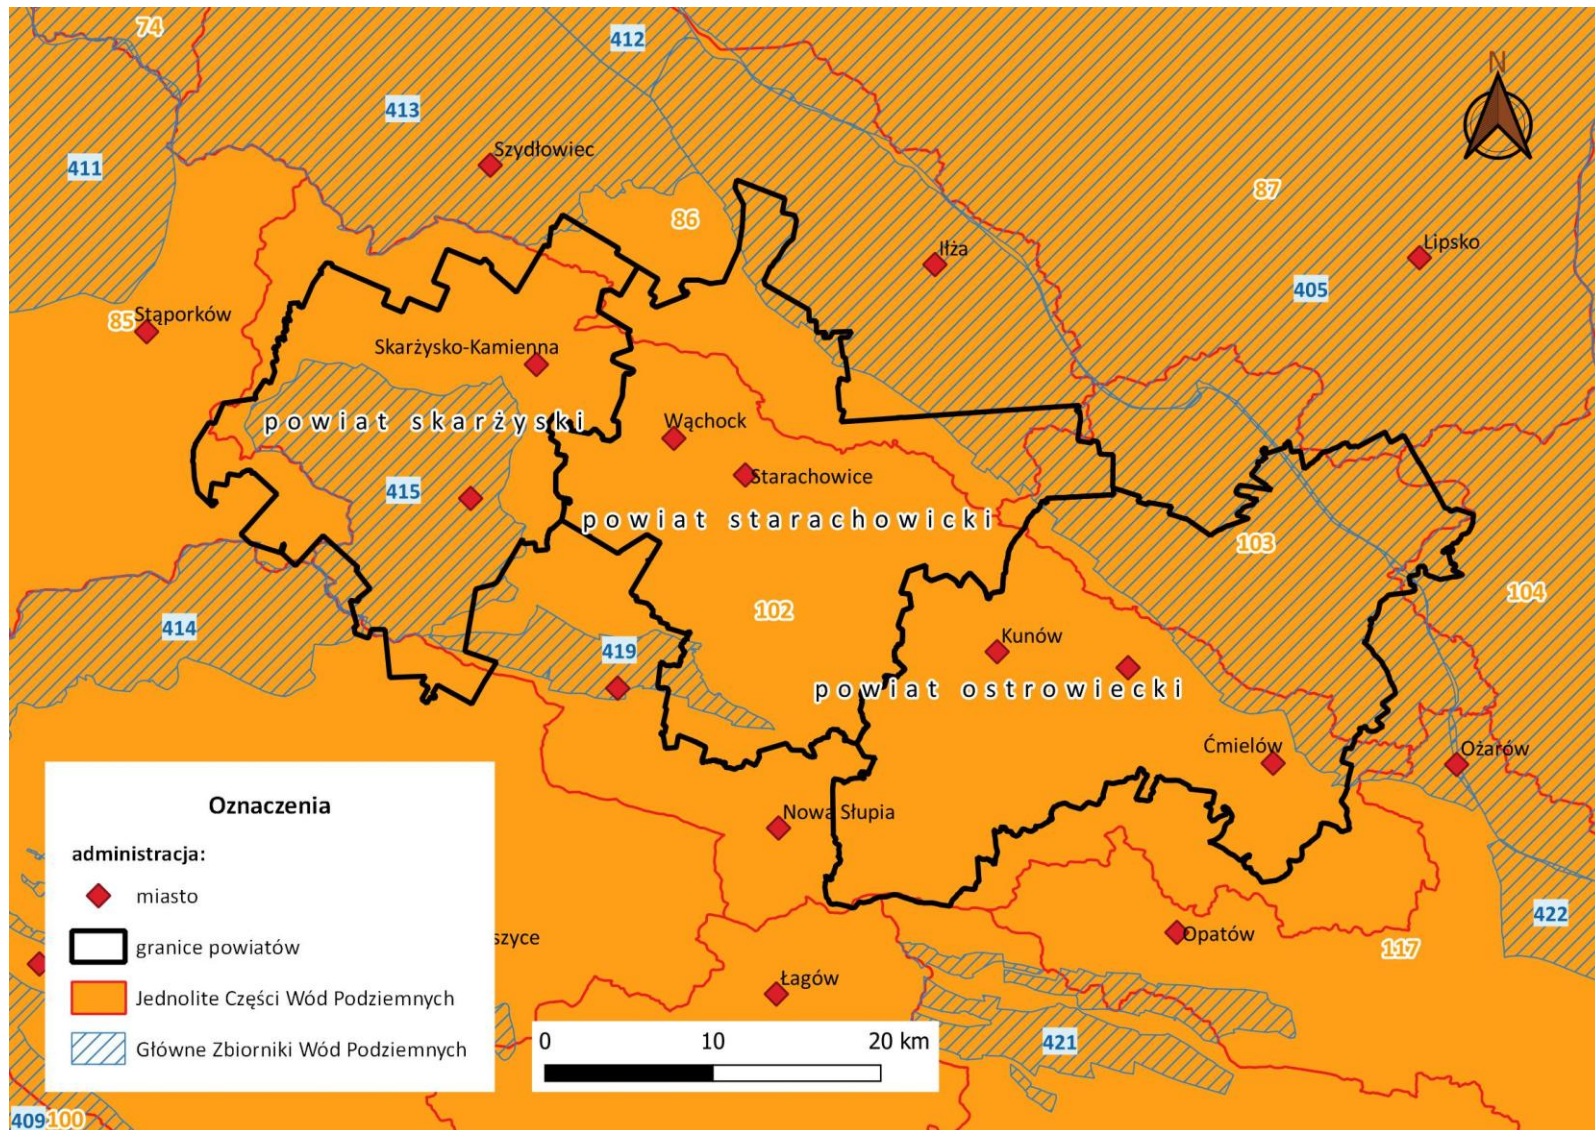 74
412
N
413
Szydłowiec
411
87
86
Iłża
Lipsko
405
85
Stąporków
Skarżysko-Kamienna
powiat skarżyski
Wąchock
Starachowice
415
powiat starachowicki
103
104
102
414
Kunów
419
powiat ostrowiecki
Ćmielów
Ożarów
Nowa Słupia
Oznaczenia
administracja:
miasto
granice powiatów
Jednolite Części Wód Podziemnych
Główne Zbiorniki Wód Podziemnych
szyce
422
Opatów
117
Łagów
0 10 20 km
421
409
100